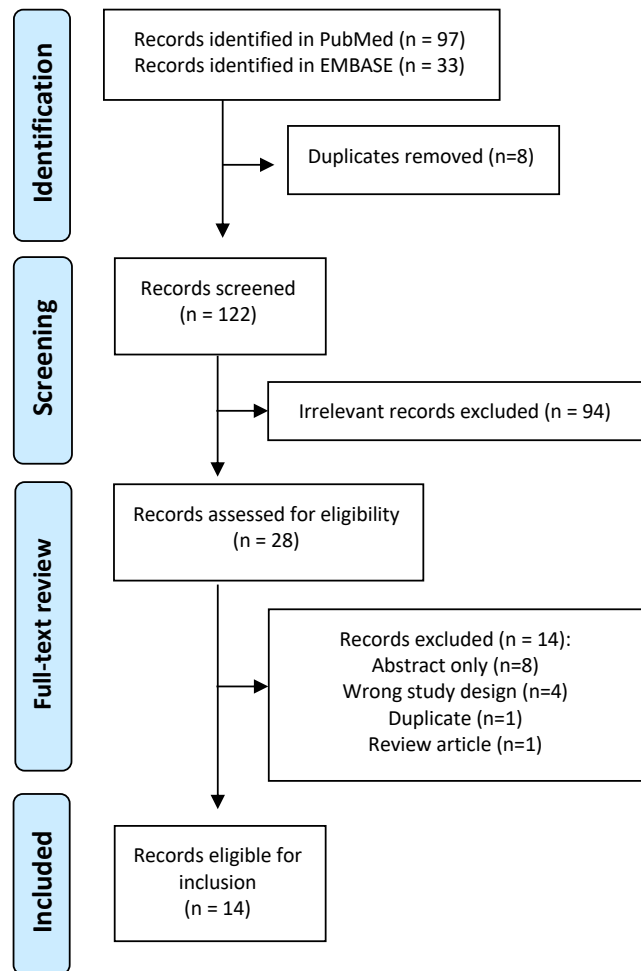 Identification
Records identified in PubMed (n = 97)
Records identified in EMBASE (n = 33)
Duplicates removed (n=8)
Screening
Records screened
(n = 122)
Irrelevant records excluded (n = 94)
Full-text review
Records assessed for eligibility
(n = 28)
Records excluded (n = 14):
Abstract only (n=8)
Wrong study design (n=4)
Duplicate (n=1)
Review article (n=1)
Included
Records eligible for
inclusion
(n = 14)